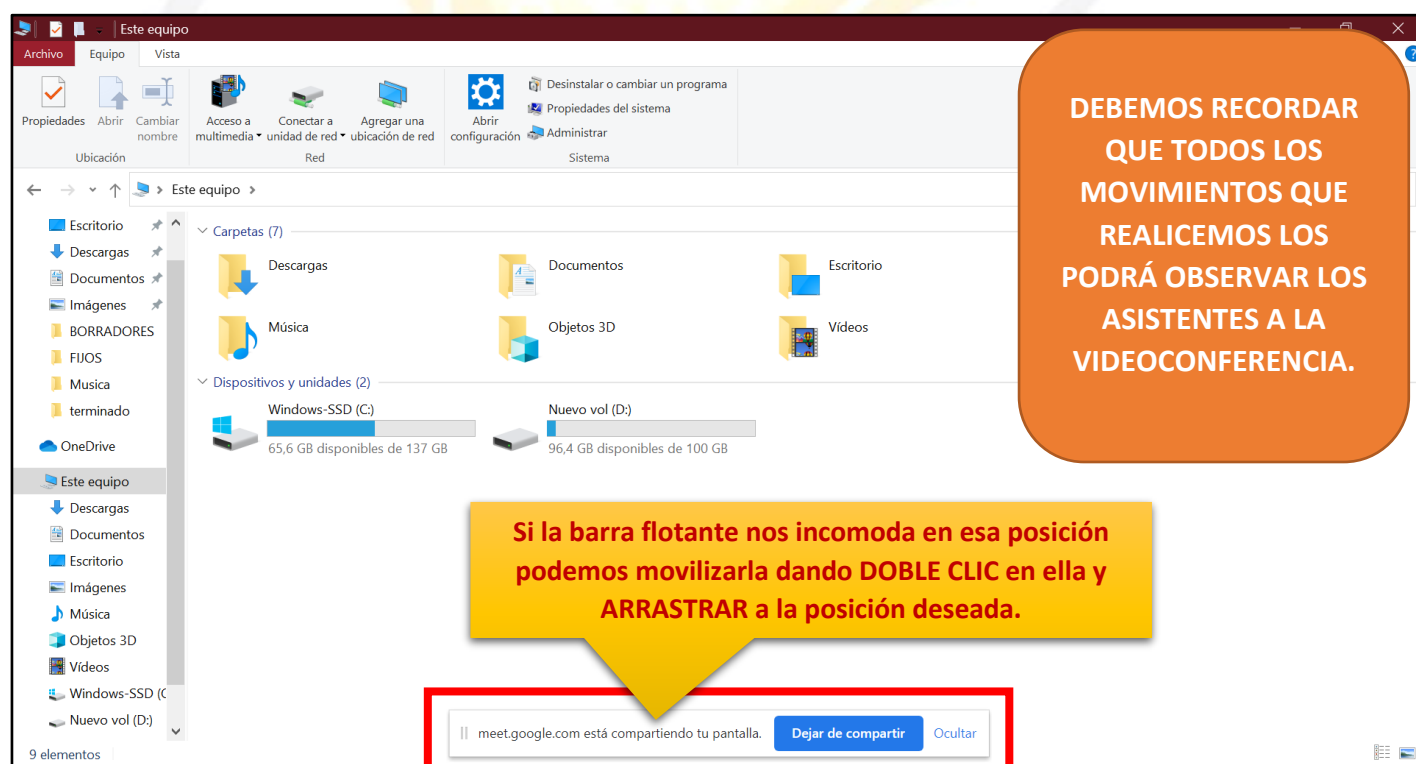 Este equipo
Archivo Equipo Vista
Propiedades Abrir Cambiar nombre
Acceso a multimedia Conectar a unidad de red Agregar una ubicación de red
Abrir configuración
Desinstalar o cambiar un programa
Propiedades del sistema
Administrar
Ubicación Red Sistema
Este equipo
Escritorio
Descargas
Documentos
Imágenes
BORRADORES
FIJOS
Musica
terminado
OneDrive
Este equipo
Descargas
Documentos
Escritorio
Imágenes
Música
Objetos 3D
Vídeos
Windows-SSD (C
Nuevo vol (D:)
9 elementos
Carpetas (7)
Descargas Documentos Escritorio
Música Objetos 3D Vídeos
Dispositivos y unidades (2)
Windows-SSD (C:) Nuevo vol (D:)
65,6 GB disponibles de 137 GB 96,4 GB disponibles de 100 GB
DEBEMOS RECORDAR
QUE TODOS LOS
MOVIMIENTOS QUE
REALICEMOS LOS
PODRÁ OBSERVAR LOS
ASISTENTES A LA
VIDEOCONFERENCIA.
Si la barra flotante nos incomoda en esa posición
podemos movilizarla dando DOBLE CLIC en ella y
ARRASTRAR a la posición deseada.
meet.google.com está compartiendo tu pantalla. Dejar de compartir Ocultar